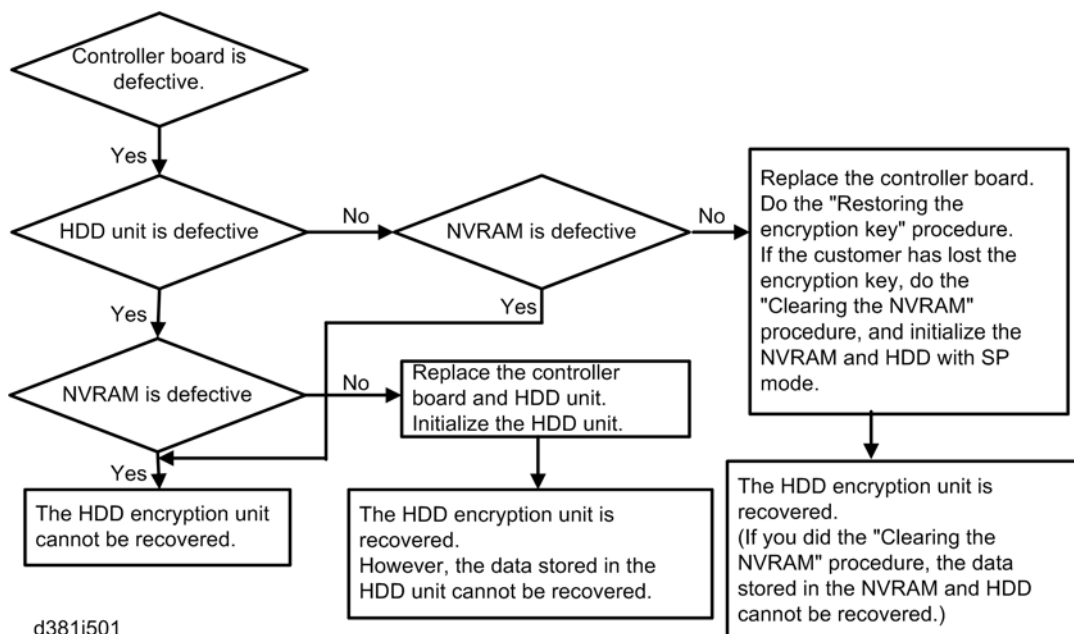 Controller board is
defective.
Yes
HDD unit is defective
No
NVRAM is defective
No
Replace the controller board.
Do the "Restoring the
encryption key" procedure.
If the customer has lost the
encryption key, do the
"Clearing the NVRAM"
procedure, and initialize the
NVRAM and HDD with SP
mode.
Yes
Yes
NVRAM is defective
No
Replace the controller
board and HDD unit.
Initialize the HDD unit.
Yes
The HDD encryption unit
cannot be recovered.
The HDD encryption unit is
recovered.
However, the data stored in the
HDD unit cannot be recovered.
The HDD encryption unit is
recovered.
(If you did the "Clearing the
NVRAM" procedure, the data
stored in the NVRAM and HDD
cannot be recovered.)
d381i501